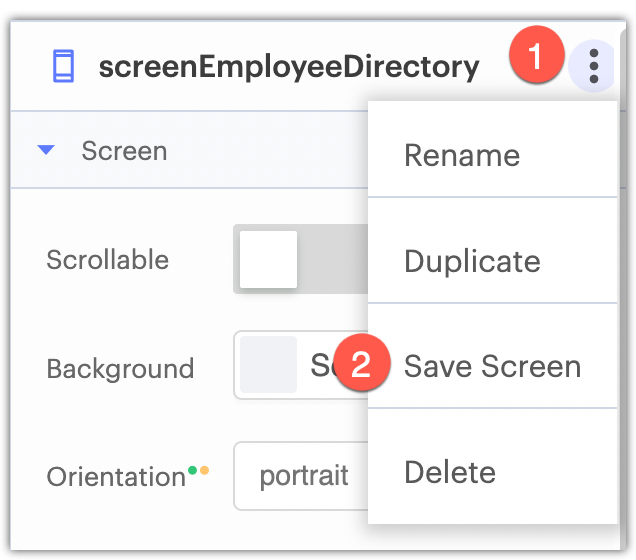 screenEmployeeDirectory
1
Screen
Rename
Scrollable
Duplicate
Background
2
Save Screen
Orientation
portrait
Delete